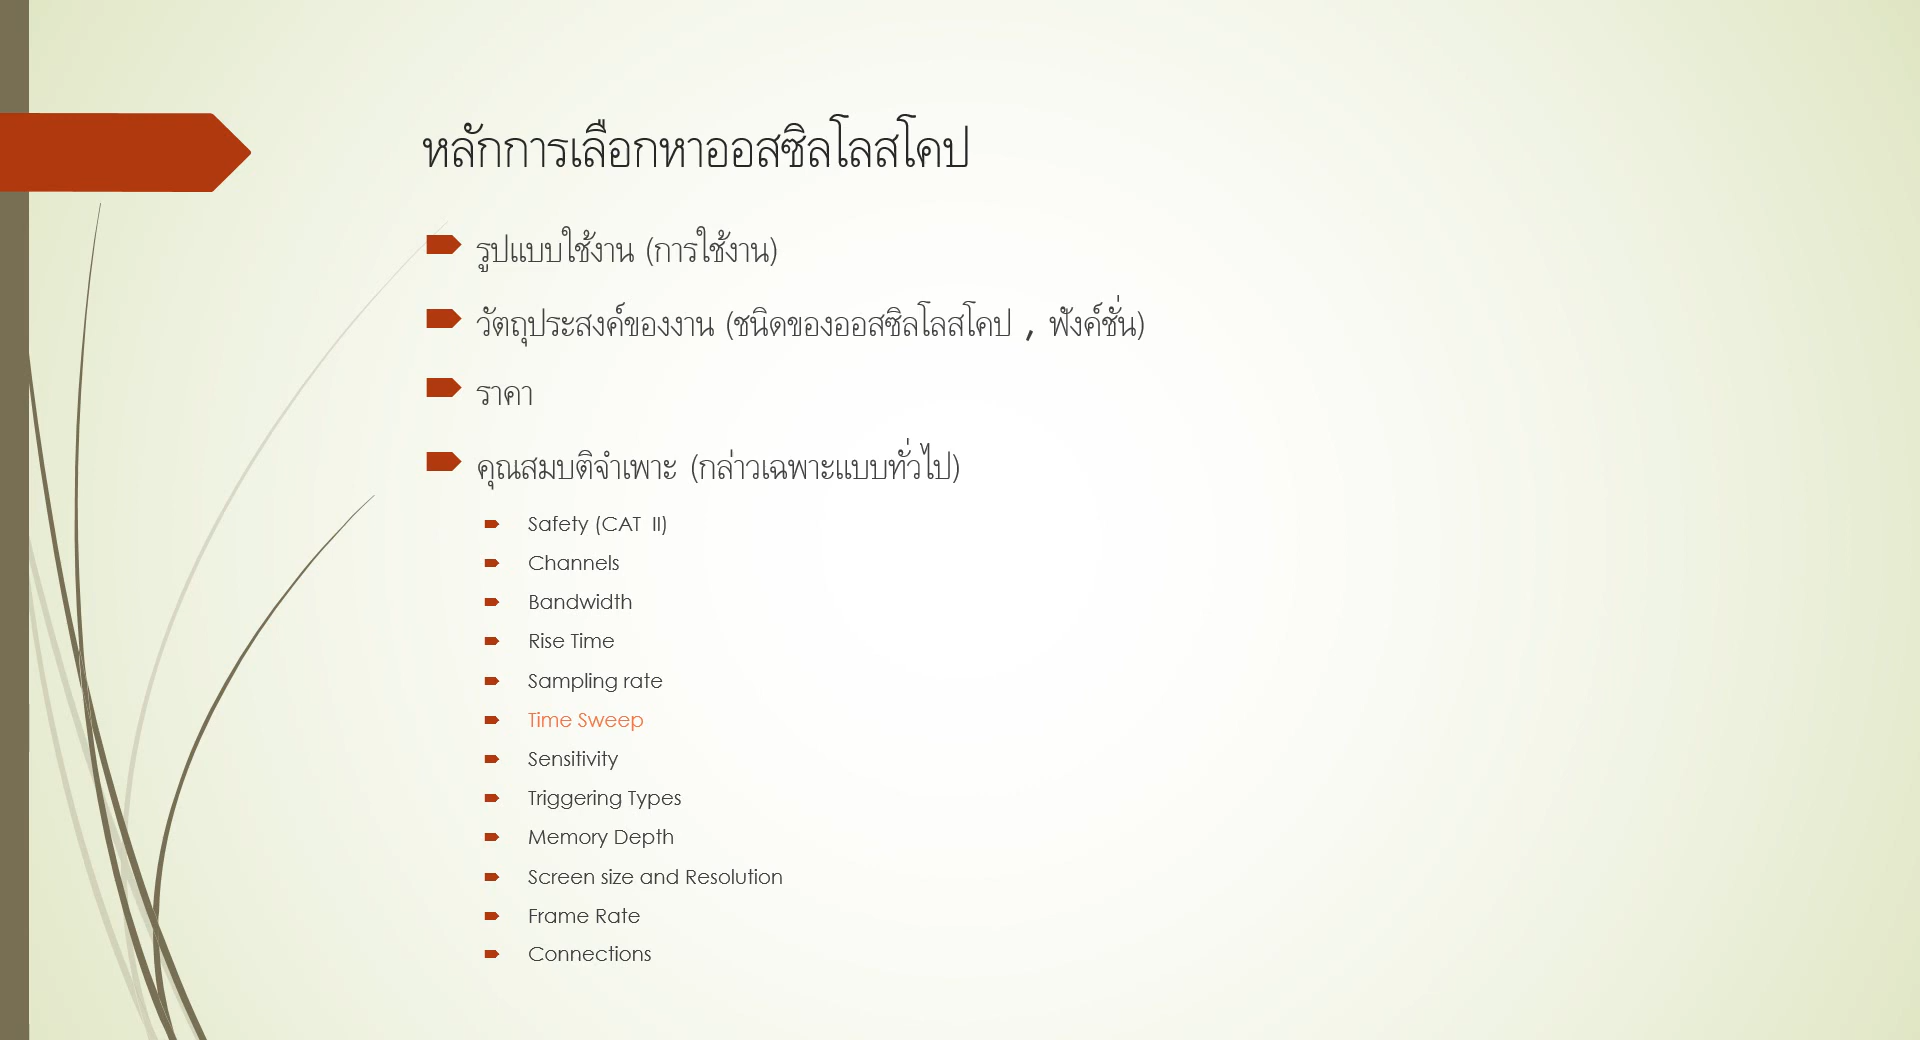 หลักการเลือกหาออสซิลโลสโคป
รูปแบบใช้งาน (การใช้งาน)
วัตถุประสงค์ของงาน (ชนิดของออสซิลโลสโคป , ฟังค์ชั่น)
ราคา
คุณสมบติจำเพาะ (กล่าวเฉพาะแบบทั่วไป)
Safety (CAT II)
Channels
Bandwidth
Rise Time
Sampling rate
Time Sweep
Sensitivity
Triggering Types
Memory Depth
Screen size and Resolution
Frame Rate
Connections